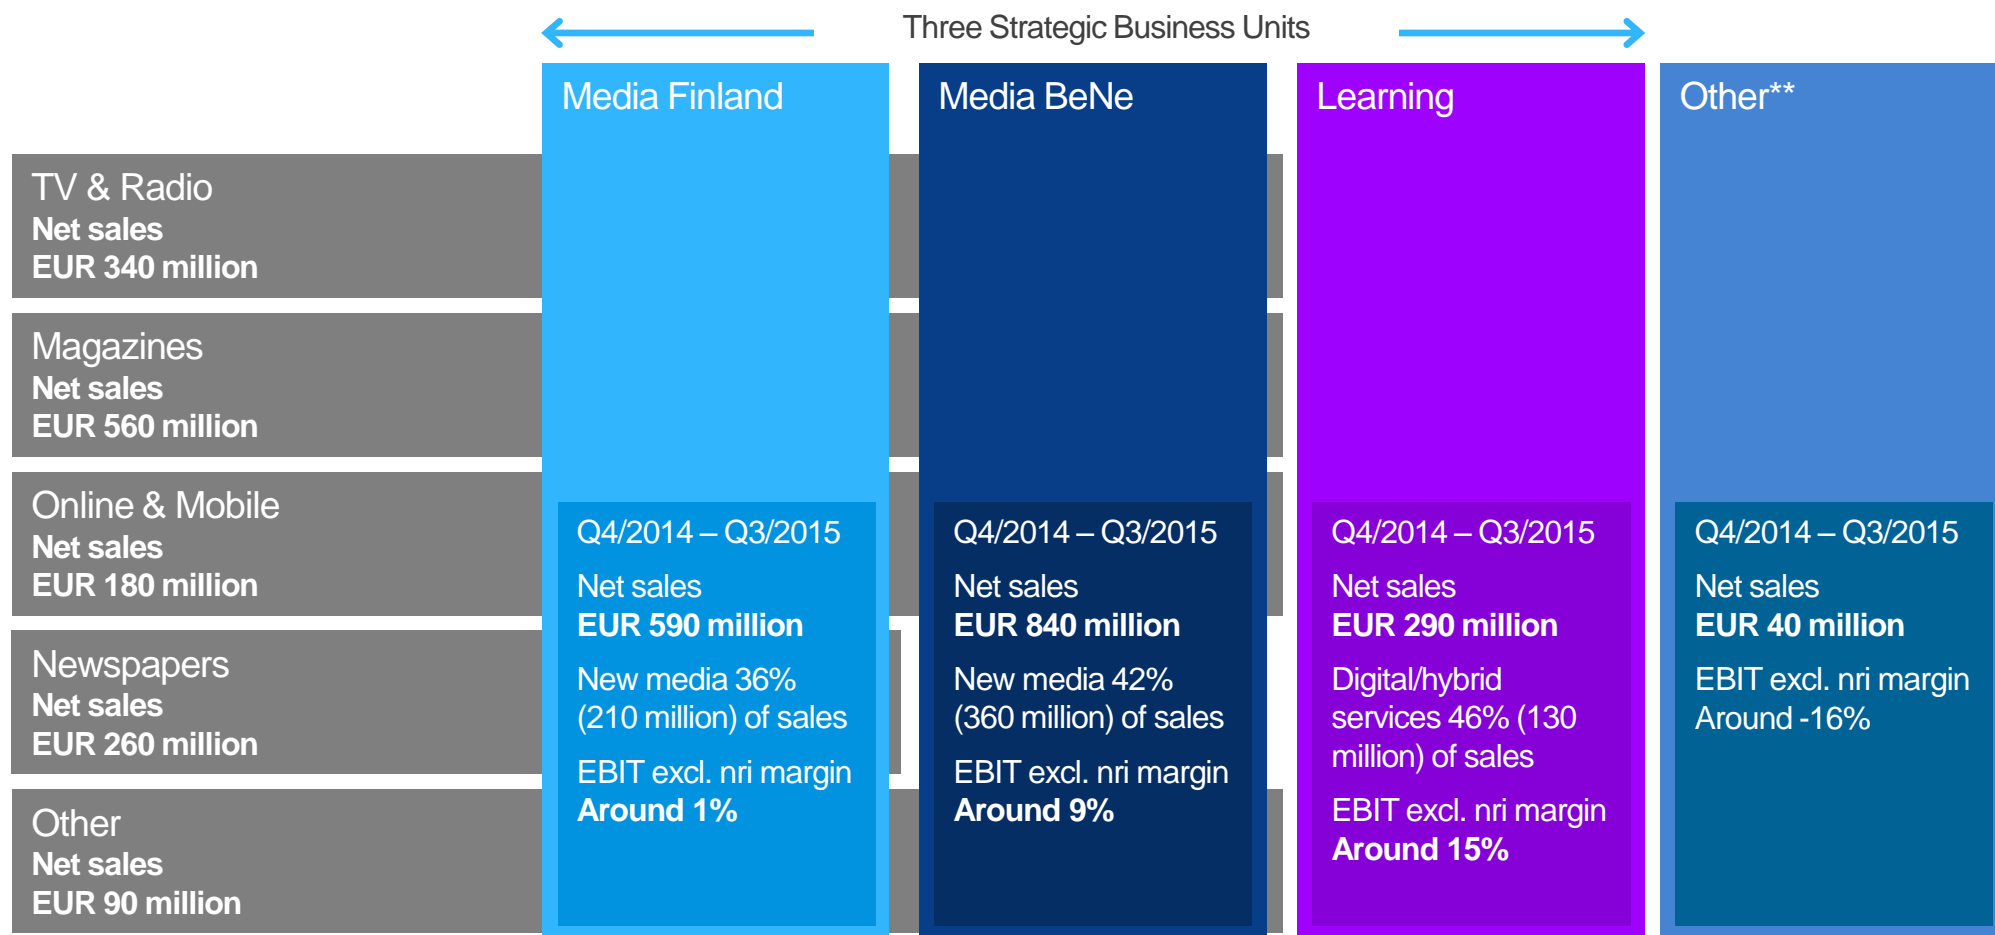 Three Strategic Business Units
Media Finland
Media BeNe
Learning
Other**
TV & Radio
Net sales
EUR 340 million
Magazines
Net sales
EUR 560 million
Online & Mobile
Net sales
EUR 180 million
Newspapers
Net sales
EUR 260 million
Other
Net sales
EUR 90 million
Q4/2014 – Q3/2015
Net sales
EUR 590 million
New media 36%
(210 million) of sales
EBIT excl. nri margin
Around 1%
Q4/2014 – Q3/2015
Net sales
EUR 840 million
New media 42%
(360 million) of sales
EBIT excl. nri margin
Around 9%
Q4/2014 – Q3/2015
Net sales
EUR 290 million
Digital/hybrid
services 46% (130
million) of sales
EBIT excl. nri margin
Around 15%
Q4/2014 – Q3/2015
Net sales
EUR 40 million
EBIT excl. nri margin
Around -16%